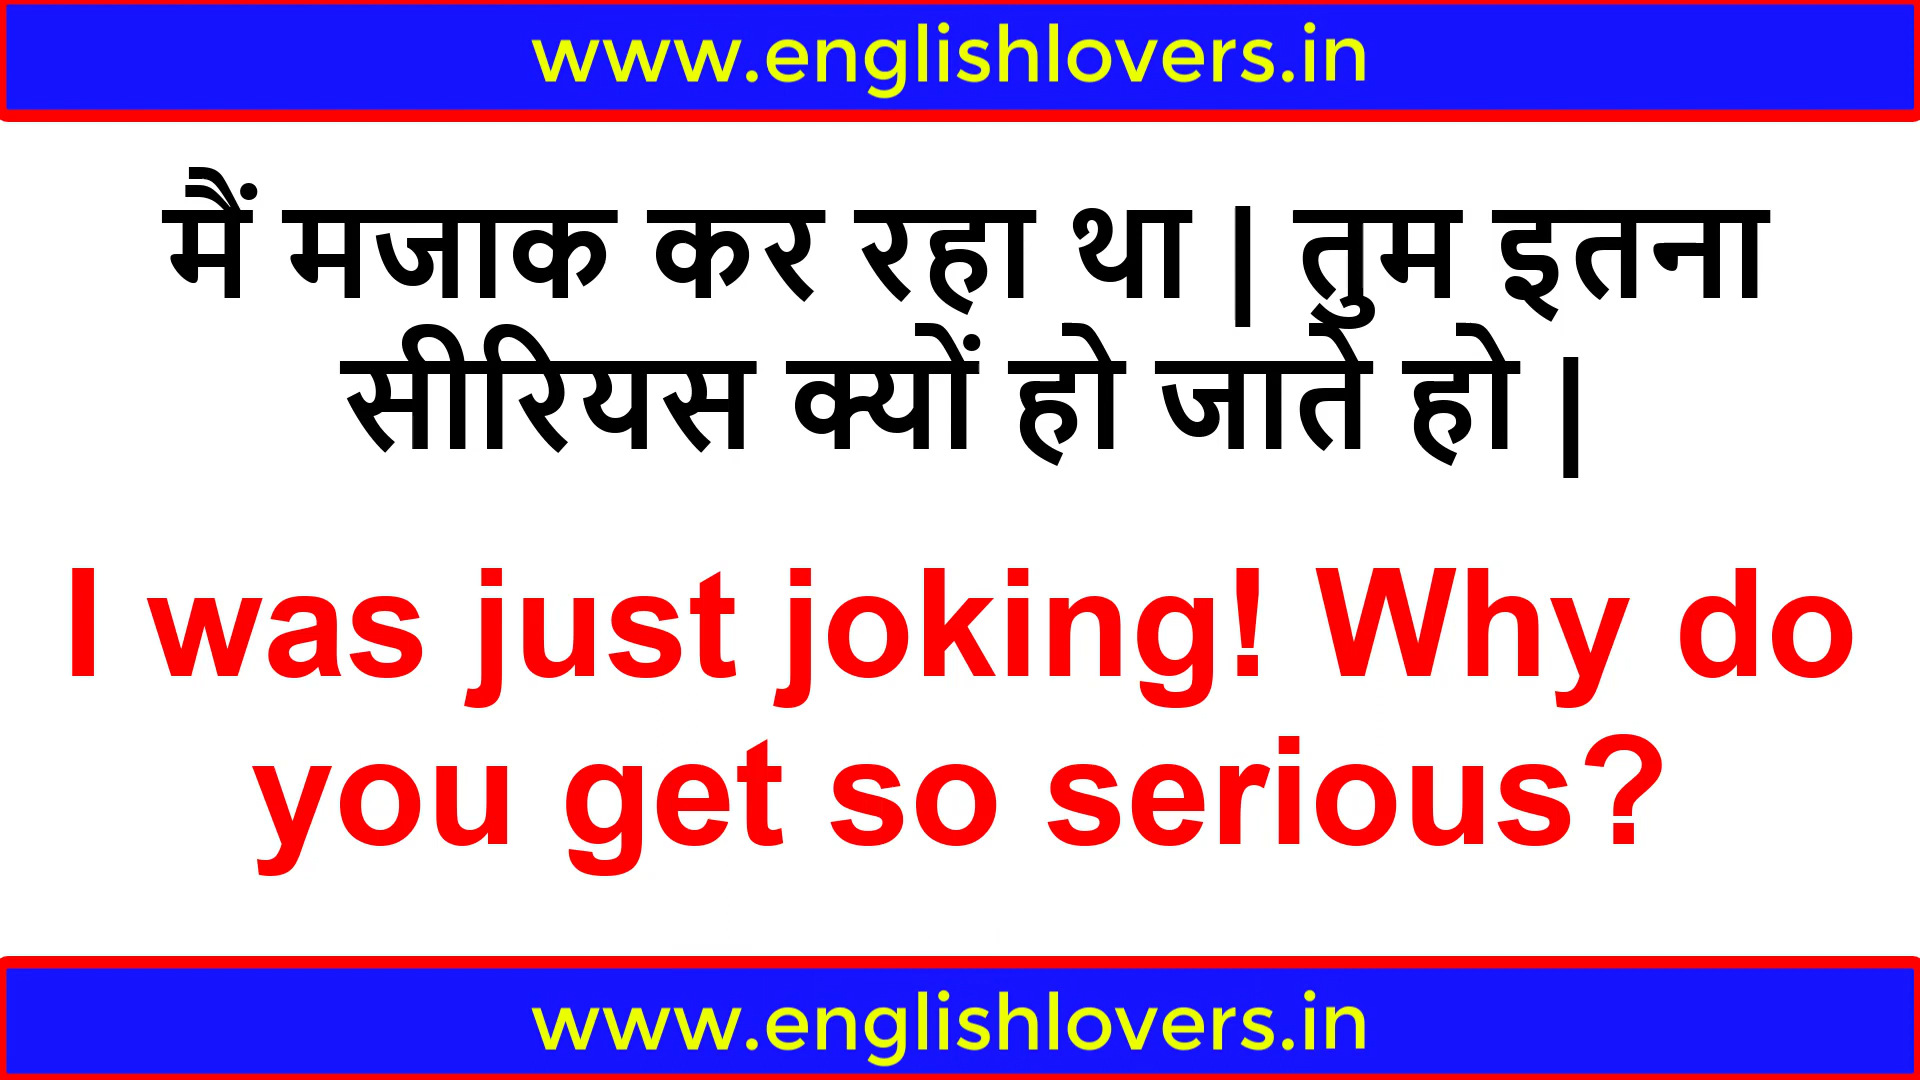 www.englishlovers.in
मैं मजाक कर रहा था | तुम इतना
सीरियस क्यों हो जाते हो |
I was just joking! Why do
you get so serious?
www.englishlovers.in